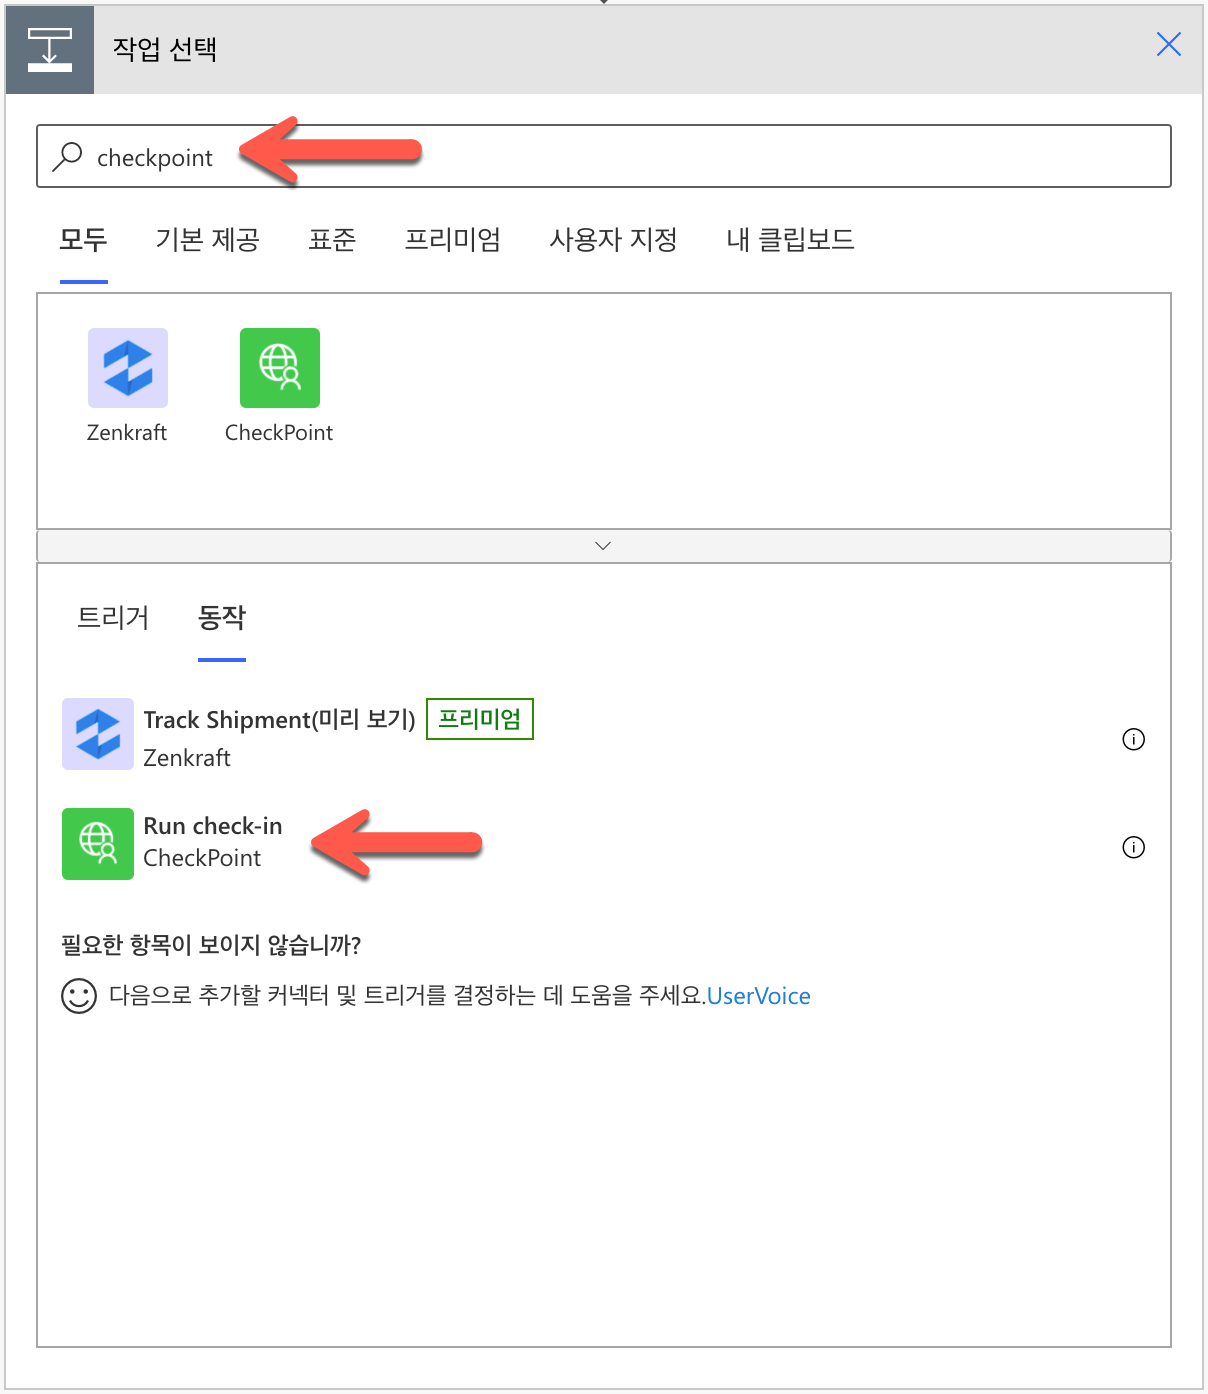 작업 선택
checkpoint
모두 기본 제공 표준 프리미엄 사용자 지정 내 클립보드
Zenkraft CheckPoint
트리거 동작
Track Shipment(미리 보기) 프리미엄
Zenkraft
Run check-in
CheckPoint
필요한 항목이 보이지 않습니까?
다음으로 추가할 커넥터 및 트리거를 결정하는 데 도움을 주세요.UserVoice